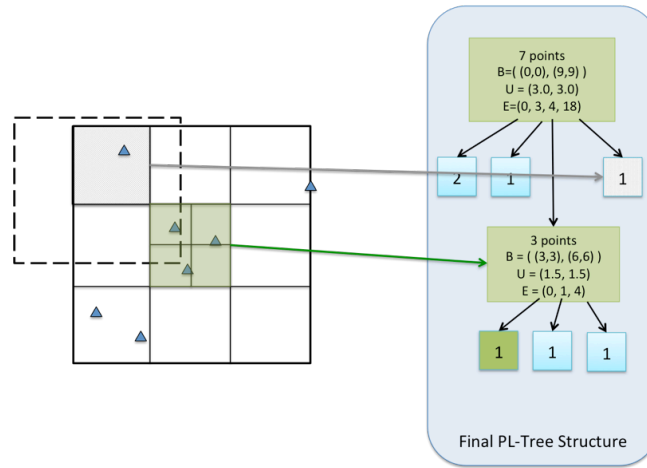 7 points
B=( (0,0), (9,9) )
U = (3.0, 3.0)
E=(0, 3, 4, 18)
2
1
1
3 points
B = ( (3,3), (6,6) )
U = (1.5, 1.5)
E = (0, 1, 4)
1
1
1
Final PL-Tree Structure